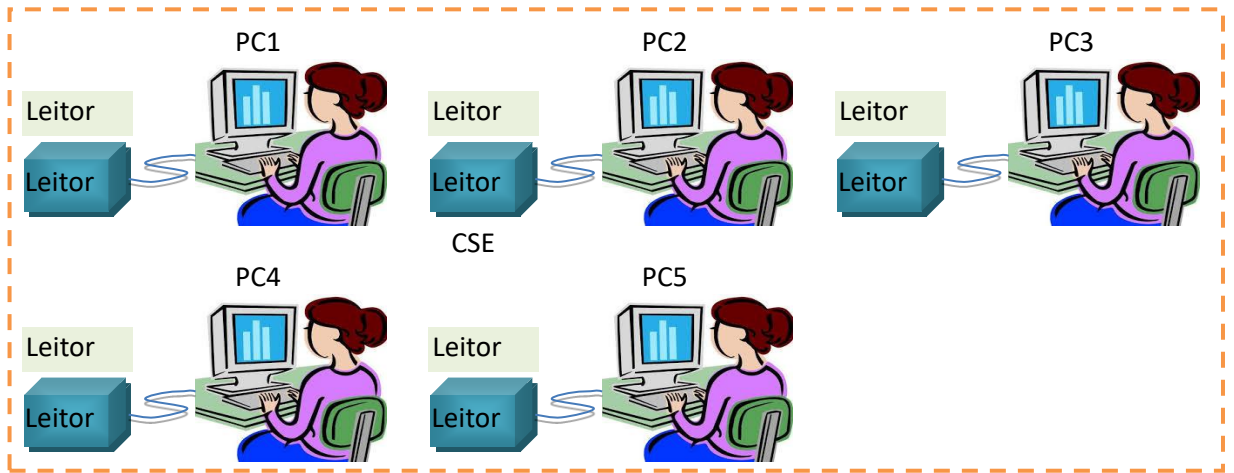 PC1
PC2
PC3
Leitor
Leitor
Leitor
Leitor
Leitor
Leitor
CSE
PC4
PC5
Leitor
Leitor
Leitor
Leitor